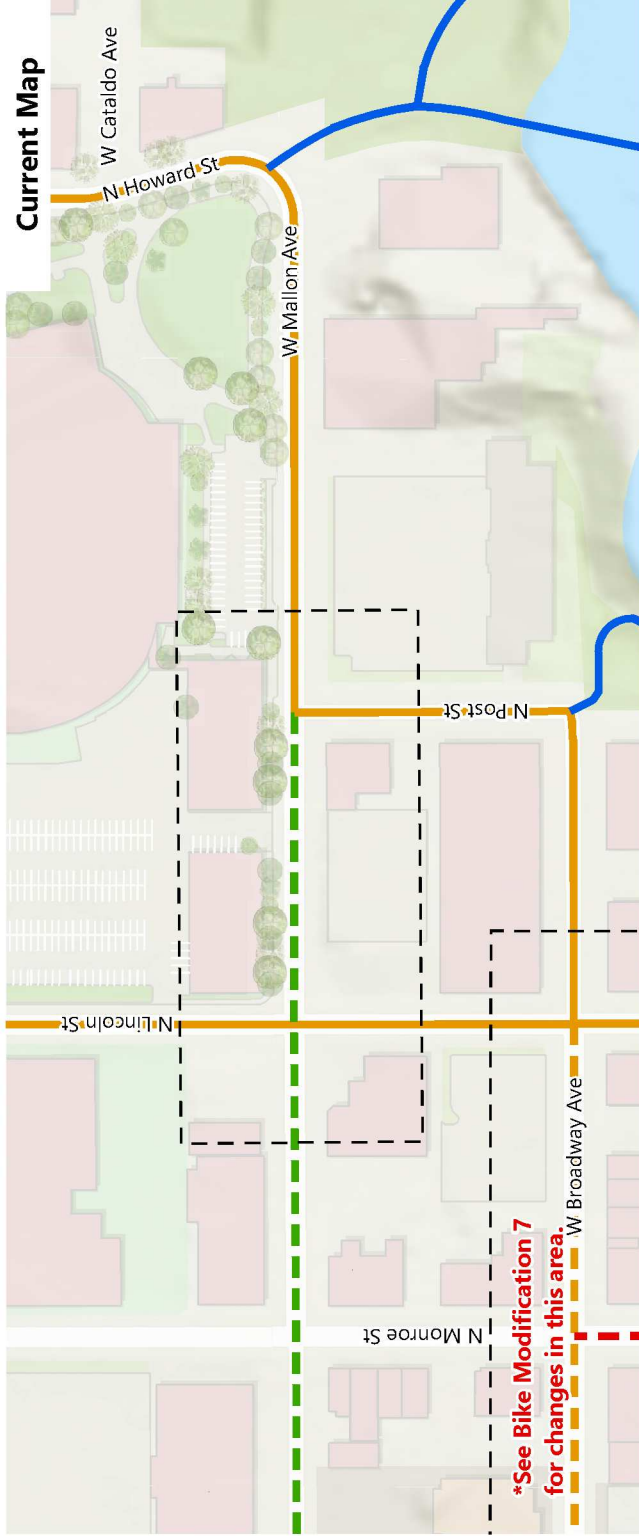 Current Map
W Cataldo Ave
N Howard St
W Mallon Ave
N Post St
N Lincoln St
W Broadway Ave
N Monroe St
*See Bike Modification 7
for changes in this area.